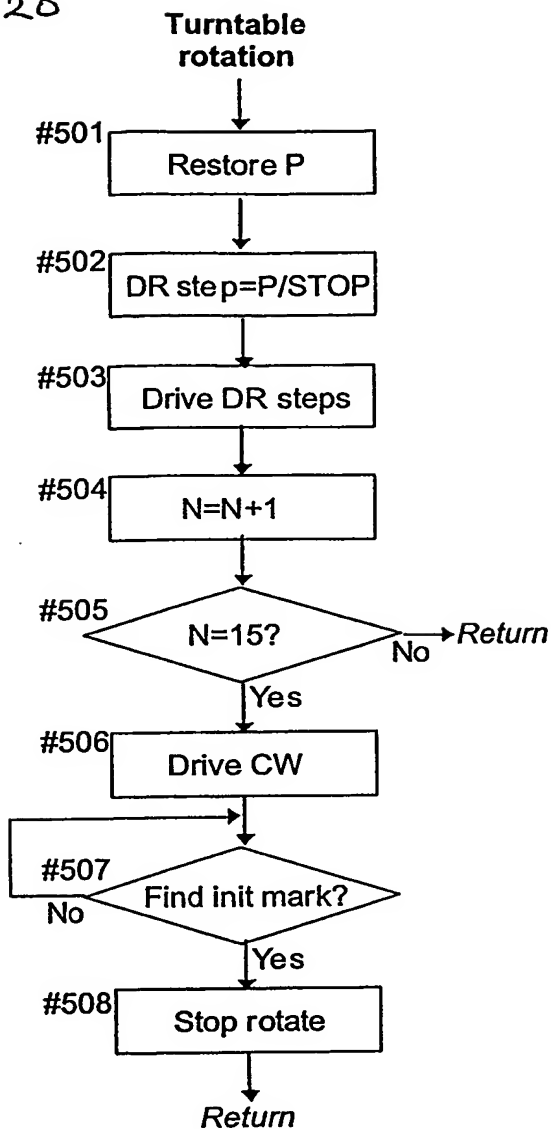 20
Turntable
rotation
#501
Restore P
#502
DR step=P/STOP
#503
Drive DR steps
#504
N=N+1
#505
N=15?
No
Return
Yes
#506
Drive CW
#507
Find init mark?
No
Yes
#508
Stop rotate
Return